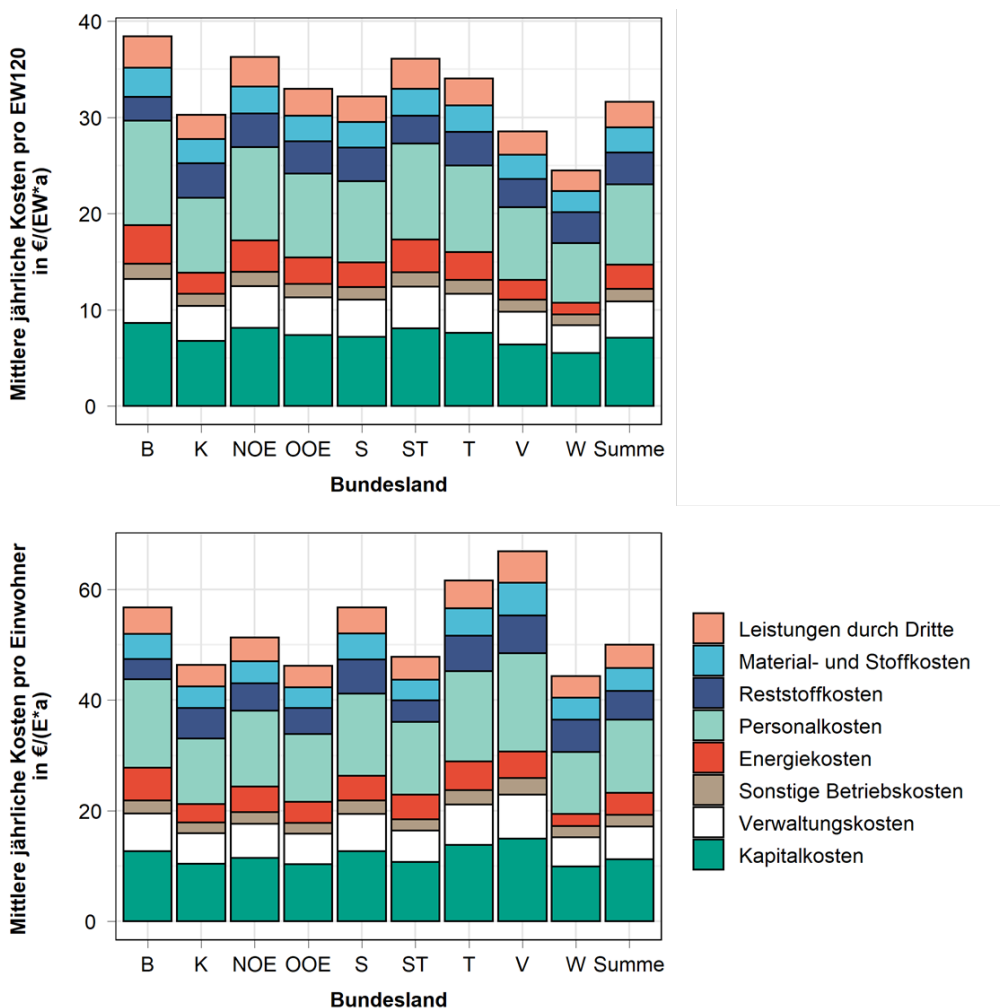 Mittlere jährliche Kosten pro EW120
in €/(EW*a)
40
30
20
10
0
B K NOE OOE S ST T V W Summe
Bundesland
Mittlere jährliche Kosten pro Einwohner
in €/(E*a)
60
40
20
0
B K NOE OOE S ST T V W Summe
Bundesland
Leistungen durch Dritte
Material- und Stoffkosten
Reststoffkosten
Personalkosten
Energiekosten
Sonstige Betriebskosten
Verwaltungskosten
Kapitalkosten